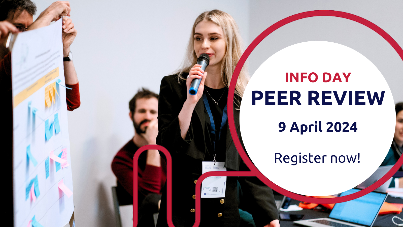 INFO DAY
PEER REVIEW
9 April 2024
Register now!